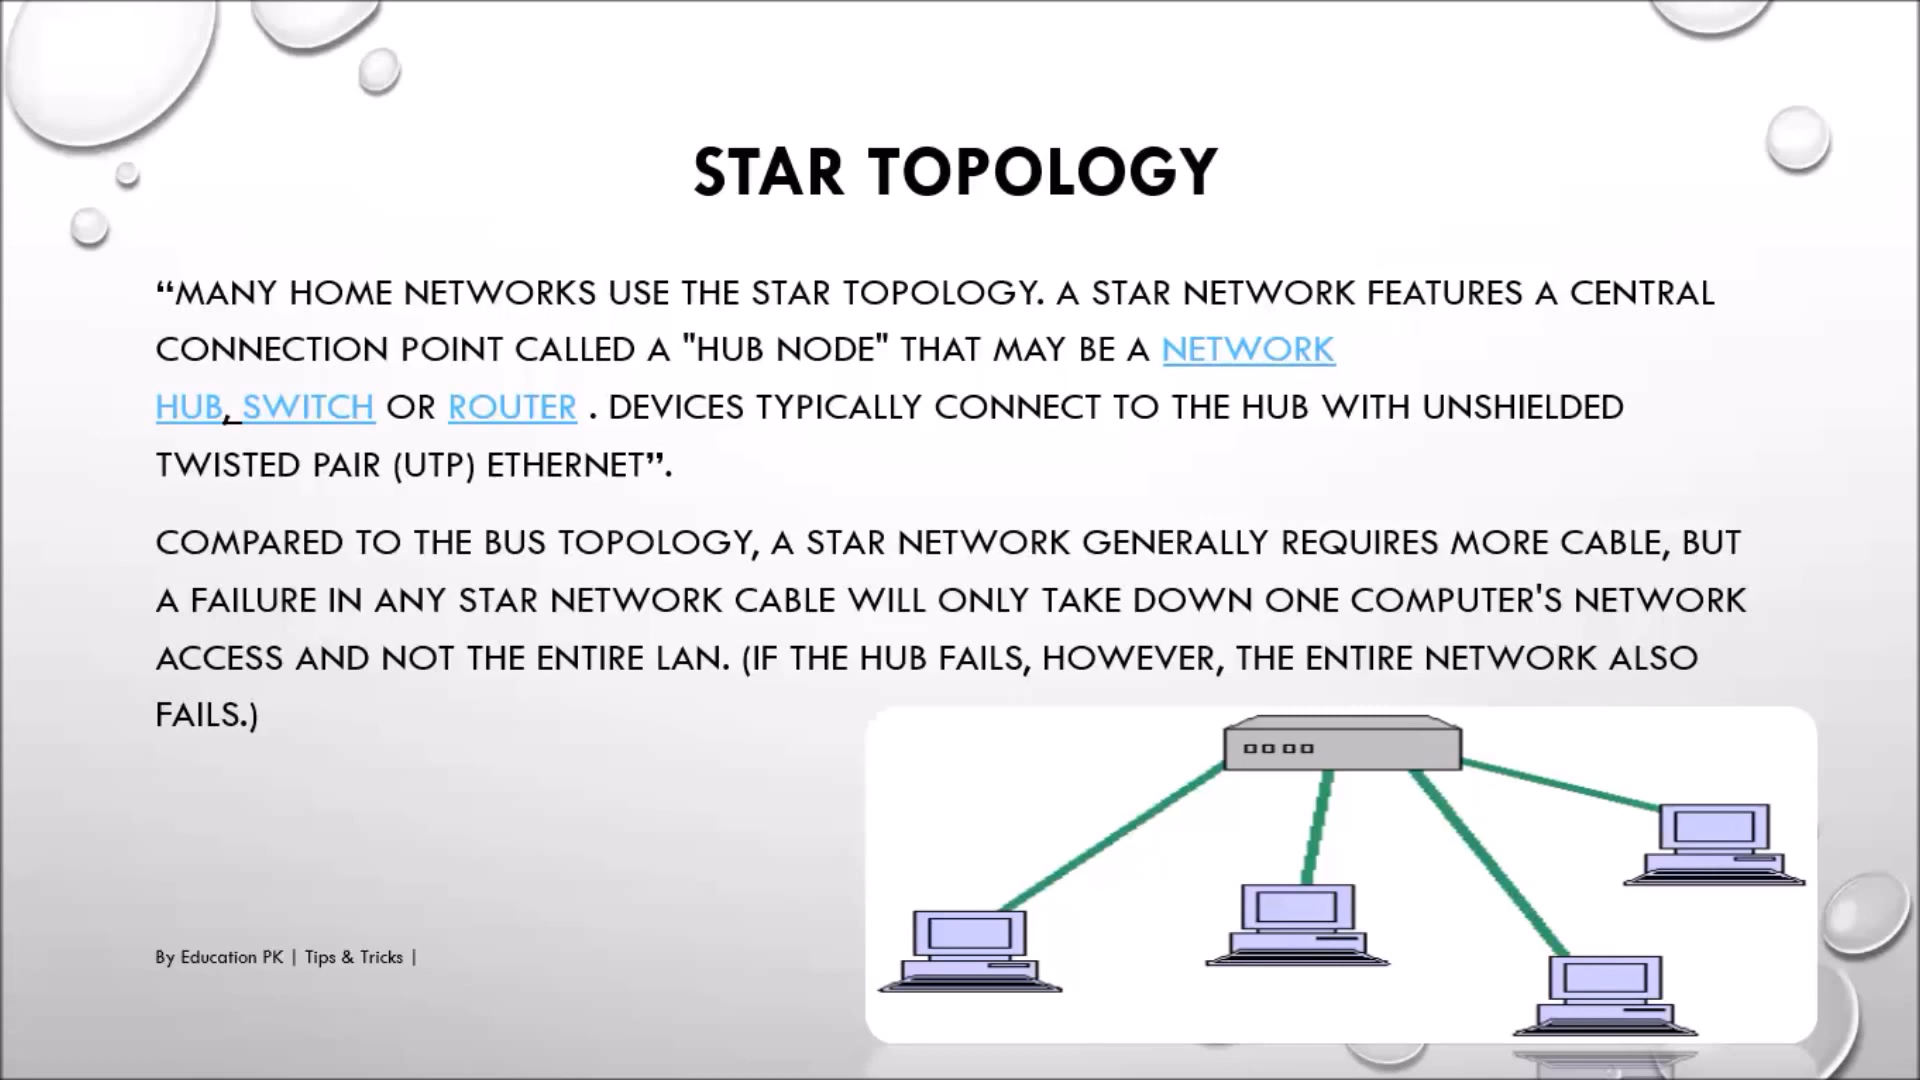 STAR TOPOLOGY
“MANY HOME NETWORKS USE THE STAR TOPOLOGY. A STAR NETWORK FEATURES A CENTRAL
CONNECTION POINT CALLED A "HUB NODE" THAT MAY BE A NETWORK
HUB, SWITCH OR ROUTER . DEVICES TYPICALLY CONNECT TO THE HUB WITH UNSHIELDED
TWISTED PAIR (UTP) ETHERNET”.
COMPARED TO THE BUS TOPOLOGY, A STAR NETWORK GENERALLY REQUIRES MORE CABLE, BUT
A FAILURE IN ANY STAR NETWORK CABLE WILL ONLY TAKE DOWN ONE COMPUTER'S NETWORK
ACCESS AND NOT THE ENTIRE LAN. (IF THE HUB FAILS, HOWEVER, THE ENTIRE NETWORK ALSO
FAILS.)
By Education PK | Tips & Tricks |